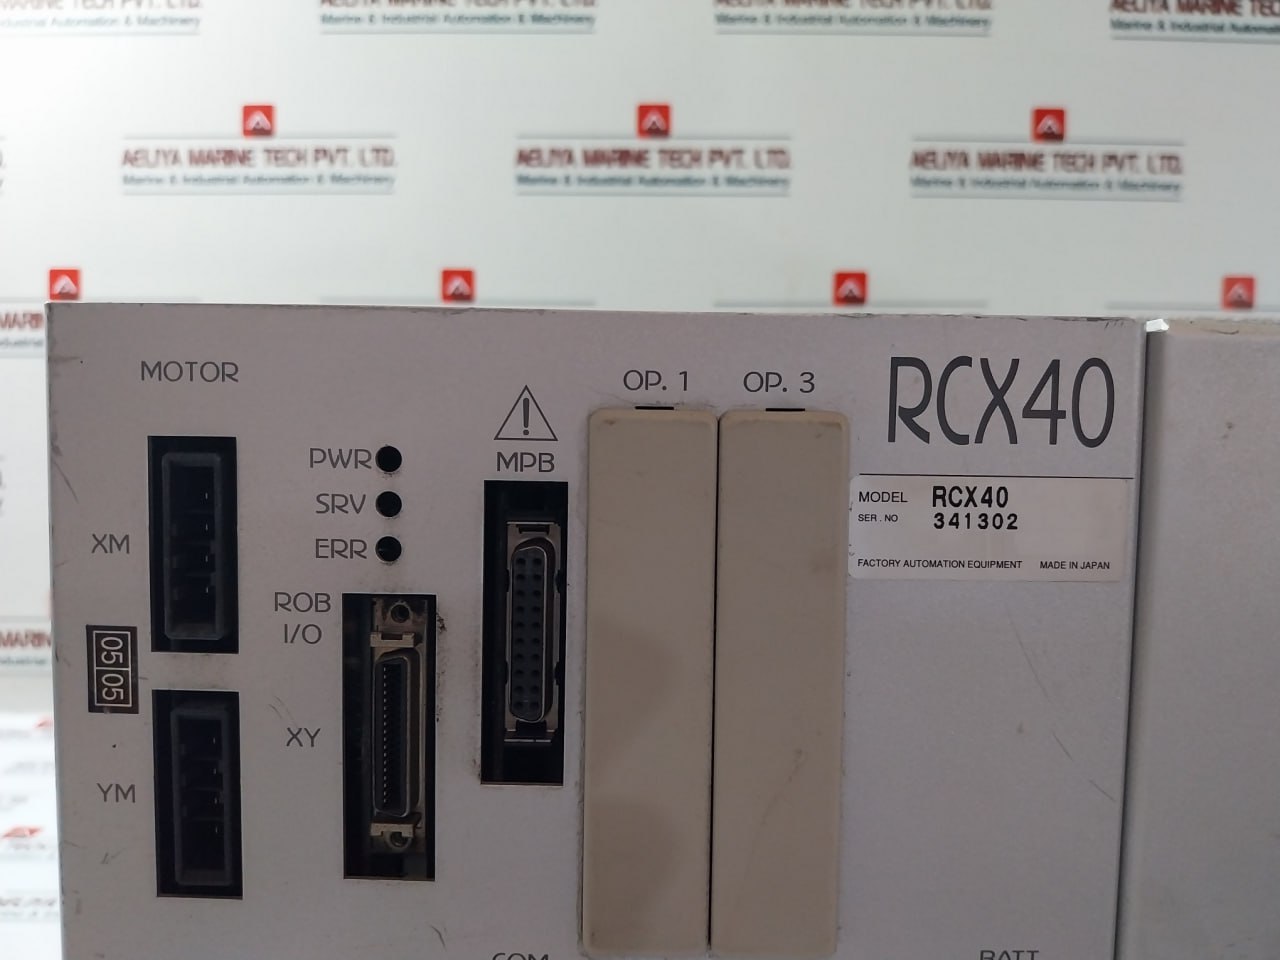 AELIYA MARINE TECH PVT. LTD.
Marine & Industrial Automation & Machinery
AELIYA MARINE TECH PVT. LTD.
Marine & Industrial Automation & Machinery
AELIYA MARINE TECH PVT. LTD.
Marine & Industrial Automation & Machinery
MOTOR
OP. 1
OP. 3
RCX40
PWR
SRV
ERR
MPB
MODEL RCX40
SER. NO 341302
FACTORY AUTOMATION EQUIPMENT MADE IN JAPAN
XM
ROB
I/O
05 05
XY
YM
COM
BATT